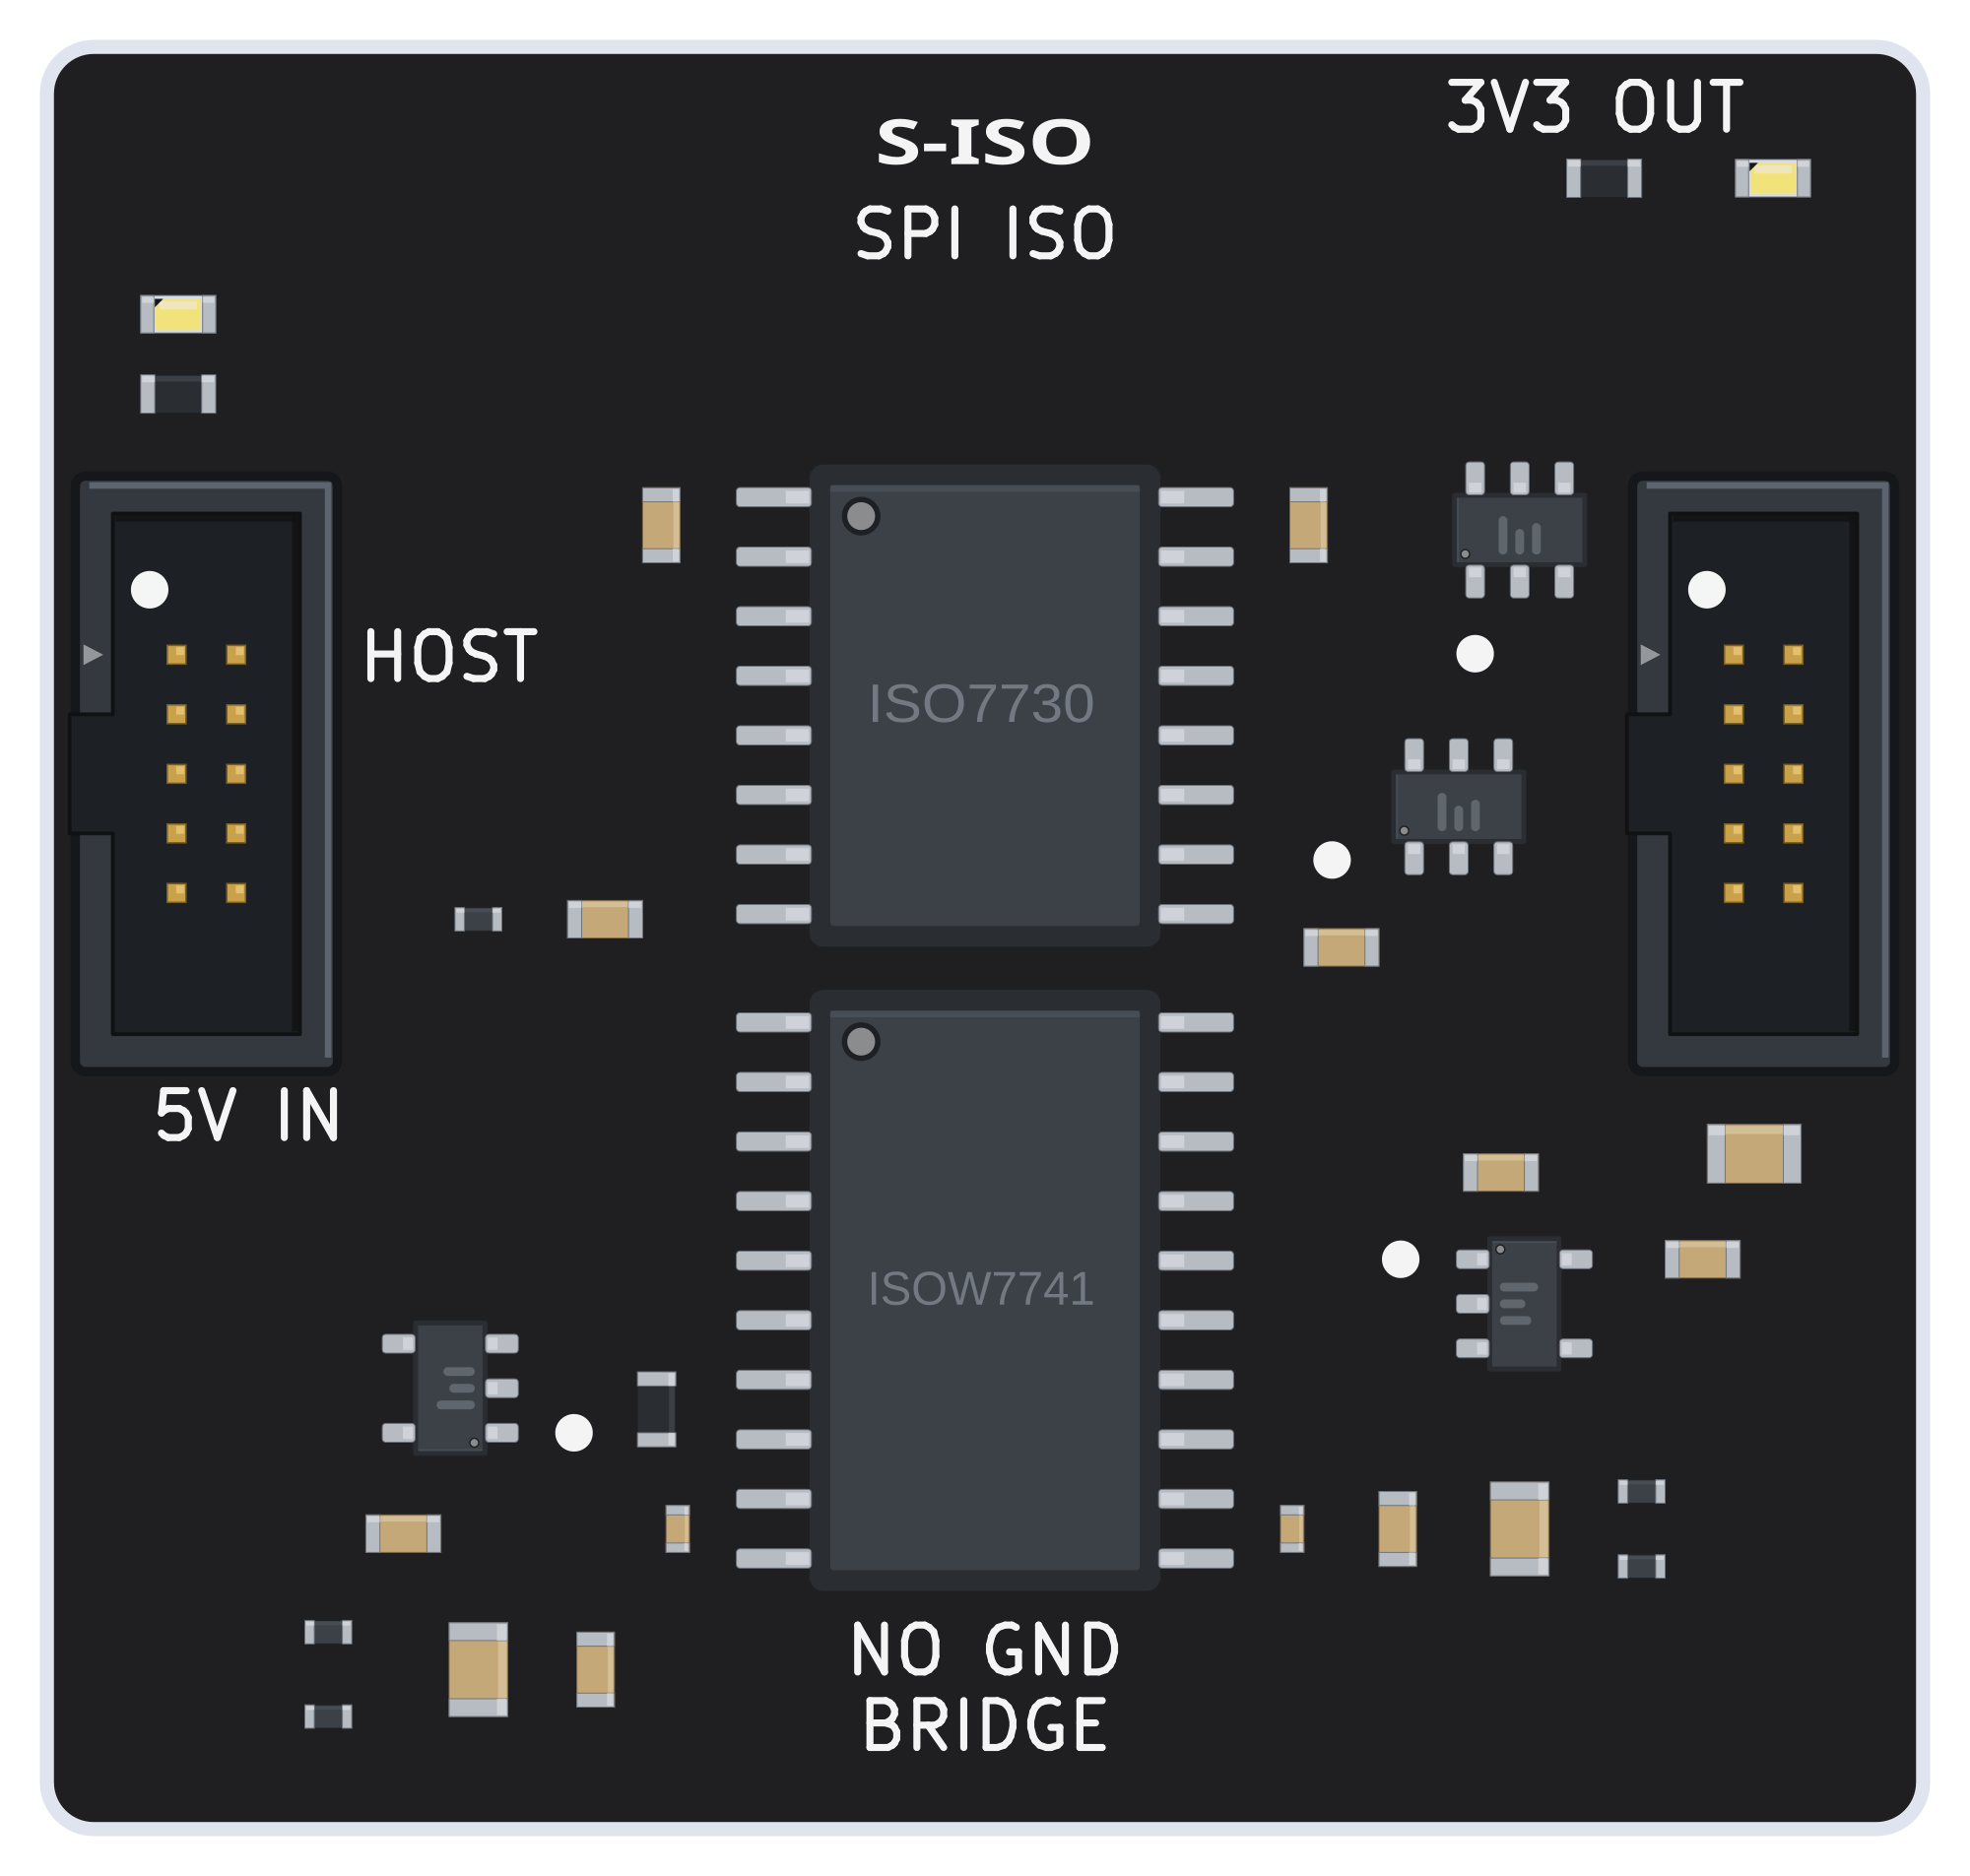 3V3 OUT
S-ISO
SPI ISO
HOST
ISO7730
5V IN
ISOW7741
NO GND
BRIDGE